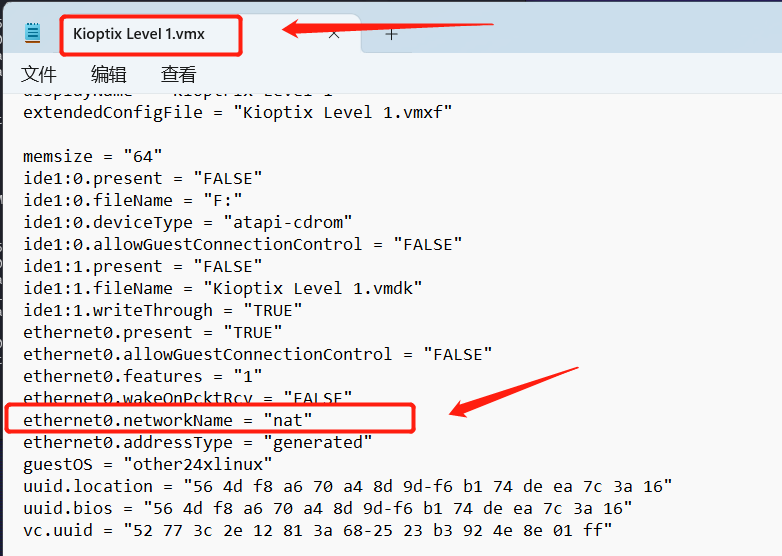 Kioptix Level 1.vmx
文件 编辑 查看
extendedConfigFile = "Kioptix Level 1.vmxf"
memsize = "64"
ide1:0.present = "FALSE"
ide1:0.fileName = "F:"
ide1:0.deviceType = "atapi-cdrom"
ide1:0.allowGuestConnectionControl = "FALSE"
ide1:1.present = "FALSE"
ide1:1.fileName = "Kioptix Level 1.vmdk"
ide1:1.writeThrough = "TRUE"
ethernet0.present = "TRUE"
ethernet0.allowGuestConnectionControl = "FALSE"
ethernet0.features = "1"
ethernet0.wakeOnPcktRcv = "FALSE"
ethernet0.networkName = "nat"
ethernet0.addressType = "generated"
guestOS = "other24xlinux"
uuid.location = "56 4d f8 a6 70 a4 8d 9d-f6 b1 74 de ea 7c 3a 16"
uuid.bios = "56 4d f8 a6 70 a4 8d 9d-f6 b1 74 de ea 7c 3a 16"
vc.uuid = "52 77 3c 2e 12 81 3a 68-25 23 b3 92 4e 8e 01 ff"